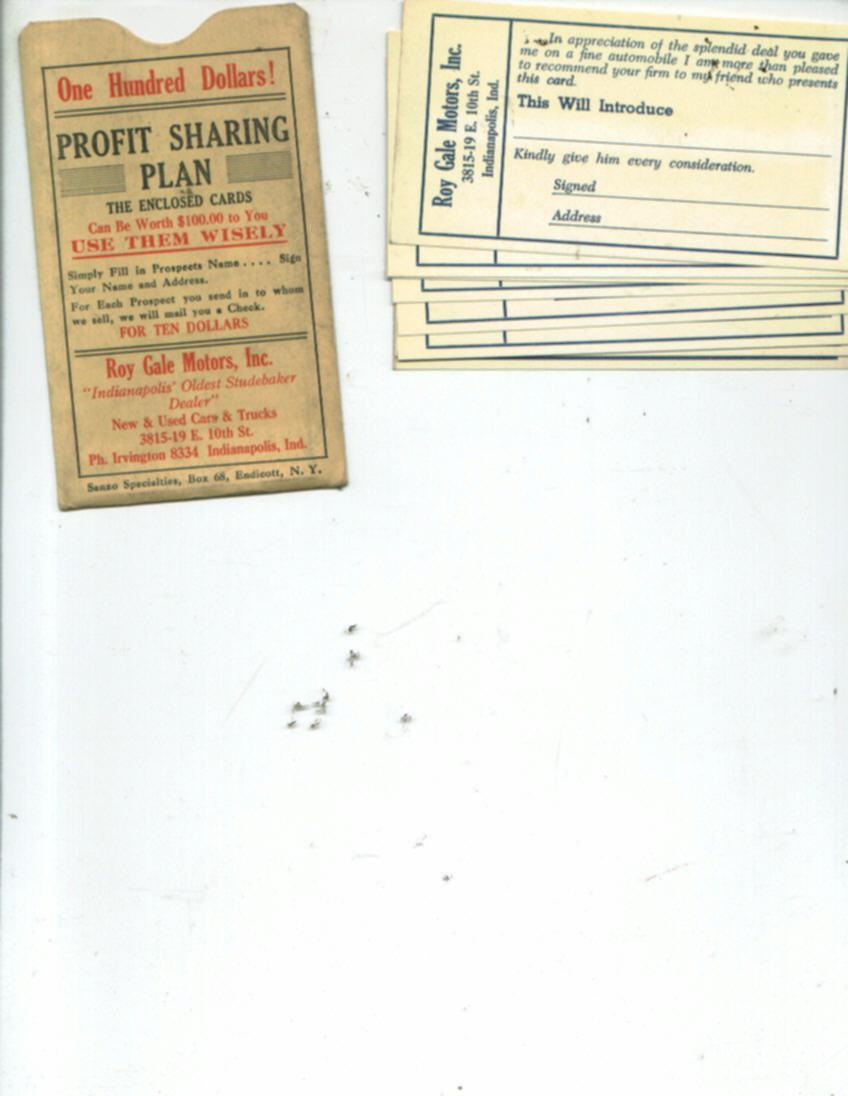 One Hundred Dollars!
PROFIT SHARING
PLAN
THE ENCLOSED CARDS
Can Be Worth $100.00 to You
USE THEM WISELY
Simply Fill in Prospects Name.... Sign
Your Name and Address.
For Each Prospect you send in to whom
we sell, we will mail you a Check.
FOR TEN DOLLARS
Roy Gale Motors, Inc.
"Indianapolis' Oldest Studebaker
Dealer"
New & Used Cars & Trucks
3815-19 E. 10th St.
Ph. Irvington 8334 Indianapolis, Ind.
Sanzo Specialties, Box 68, Endicott, N. Y.
Roy Gale Motors, Inc.
3815-19 E. 10th St.
Indianapolis, Ind.
In appreciation of the splendid deal you gave
me on a fine automobile I am more than pleased
to recommend your firm to my friend who presents
this card.
This Will Introduce
Kindly give him every consideration.
Signed
Address